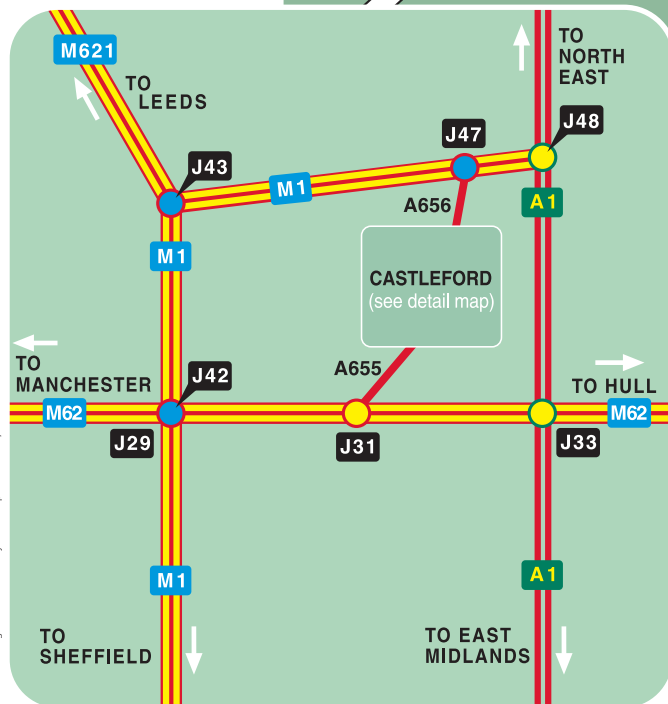 M621
TO
LEEDS
TO
NORTH
EAST
J47
J48
J43
M1
A656
A1
M1
CASTLEFORD
(see detail map)
TO
MANCHESTER
J42
A655
TO HULL
M62
M62
J29
J31
J33
M1
A1
TO
SHEFFIELD
TO EAST
MIDLANDS